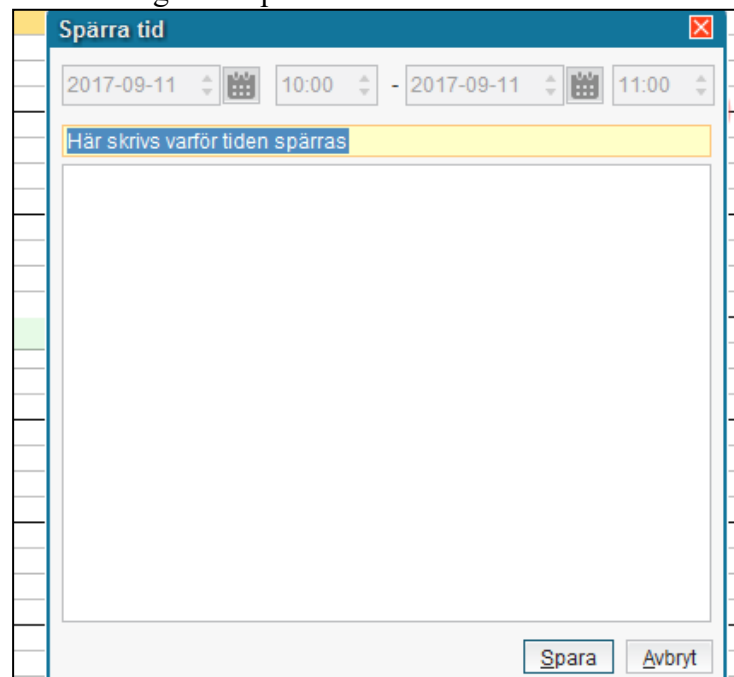 Spärra tid
2017-09-11 10:00 - 2017-09-11 11:00
Här skrivs varför tiden spärras
Spara Avbryt